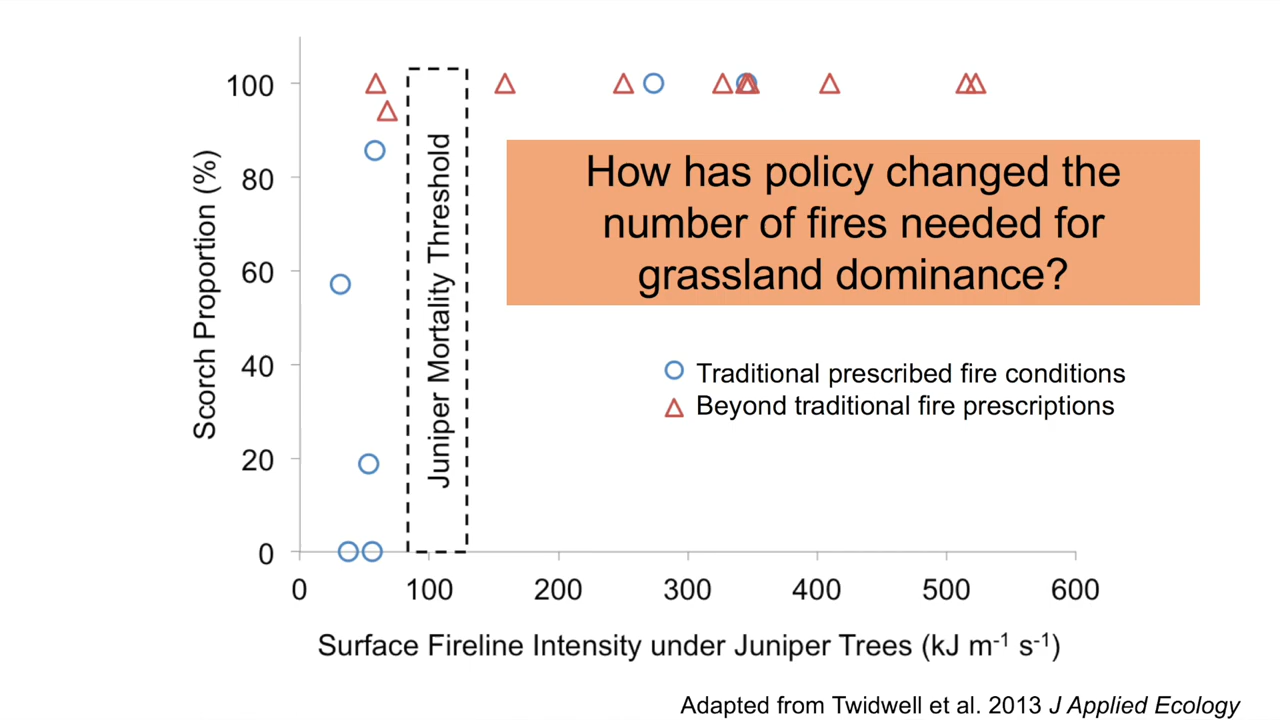 How has policy changed the
number of fires needed for
grassland dominance?
Scorch Proportion (%)
100
80
60
40
20
0
Juniper Mortality Threshold
Traditional prescribed fire conditions
Beyond traditional fire prescriptions
0 100 200 300 400 500 600
Surface Fireline Intensity under Juniper Trees (kJ m⁻¹ s⁻¹)
Adapted from Twidwell et al. 2013 J Applied Ecology